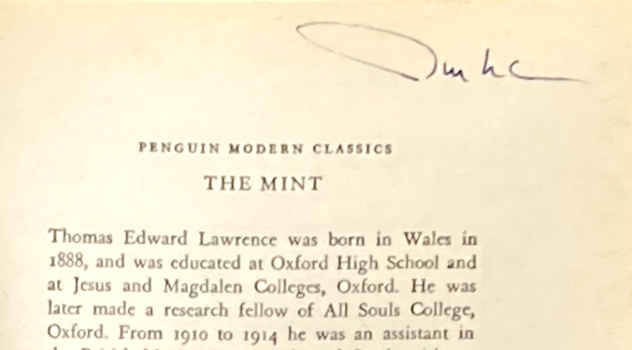 PENGUIN MODERN CLASSICS
THE MINT
Thomas Edward Lawrence was born in Wales in
1888, and was educated at Oxford High School and
at Jesus and Magdalen Colleges, Oxford. He was
later made a research fellow of All Souls College,
Oxford. From 1910 to 1914 he was an assistant in